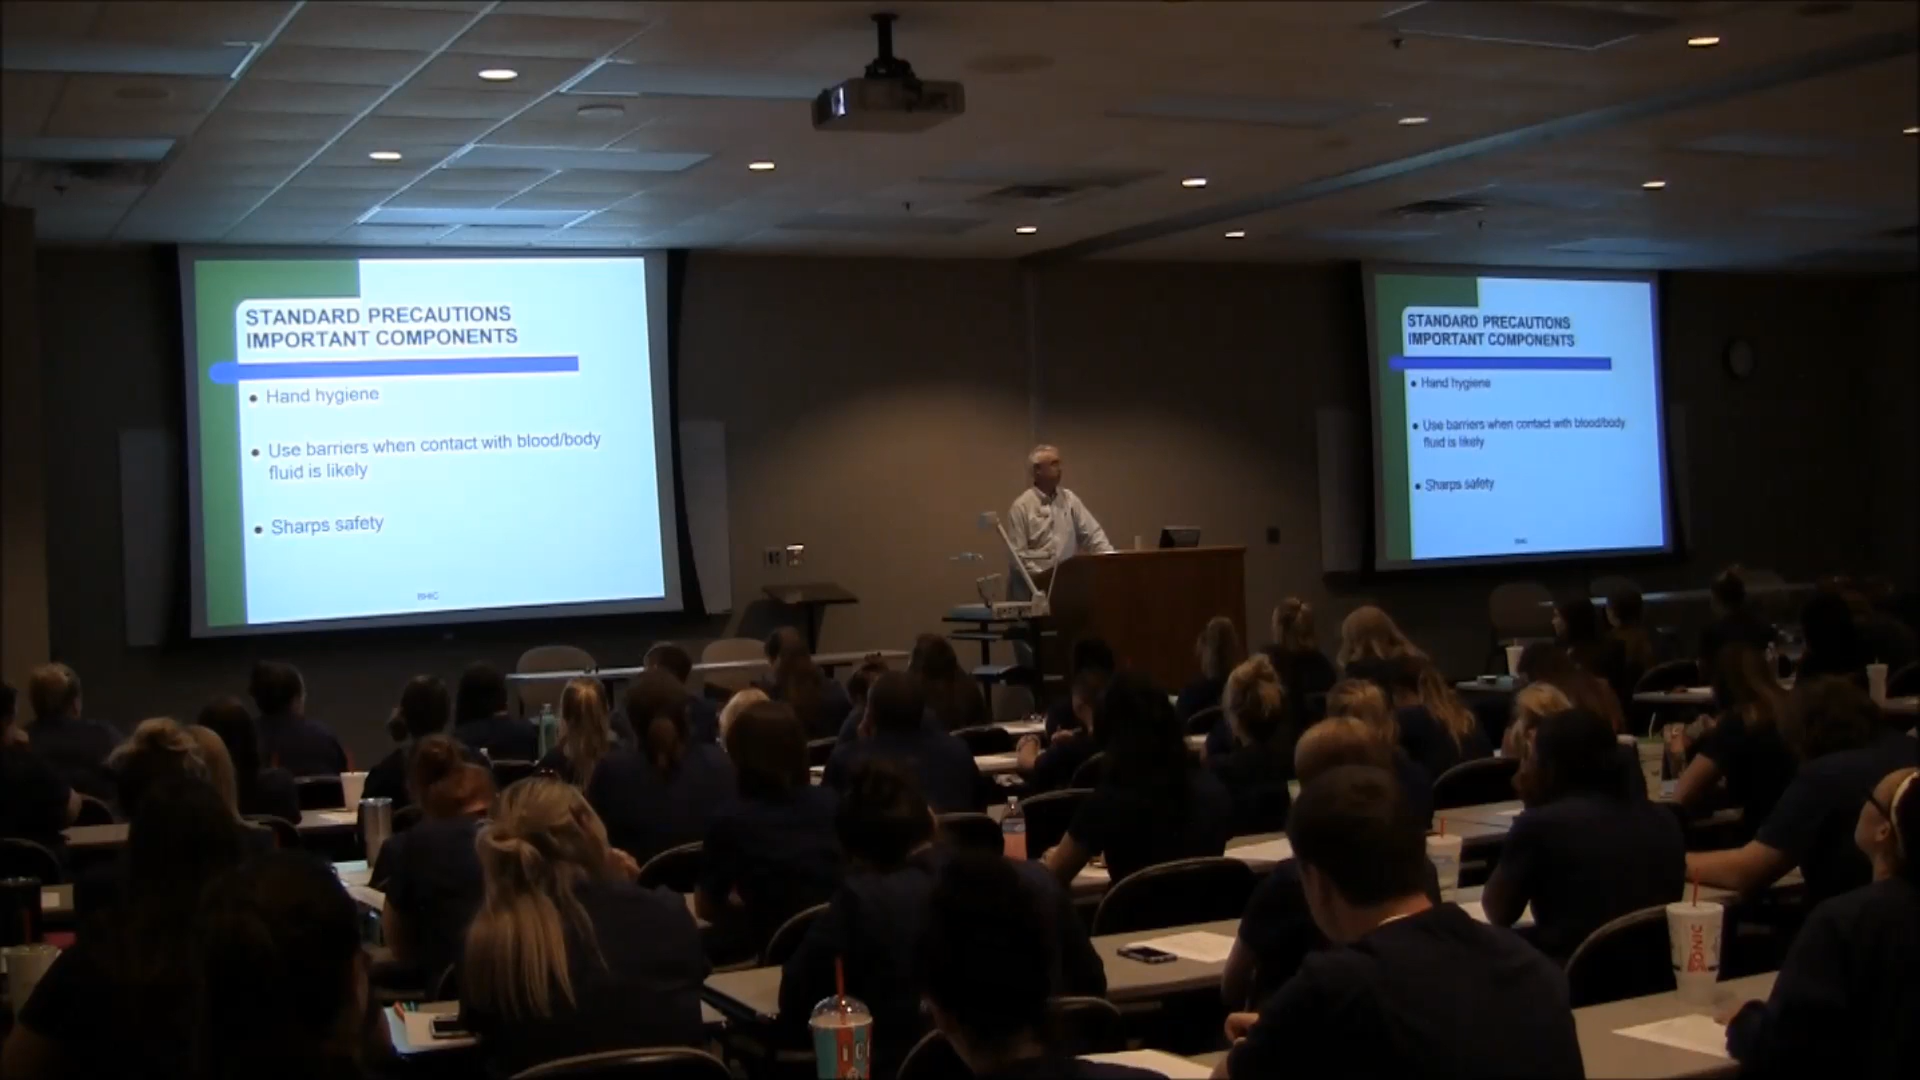 STANDARD PRECAUTIONS
IMPORTANT COMPONENTS
• Hand hygiene
• Use barriers when contact with blood/body
fluid is likely
• Sharps safety
STANDARD PRECAUTIONS
IMPORTANT COMPONENTS
• Hand hygiene
• Use barriers when contact with blood/body
fluid is likely
• Sharps safety
SONIC